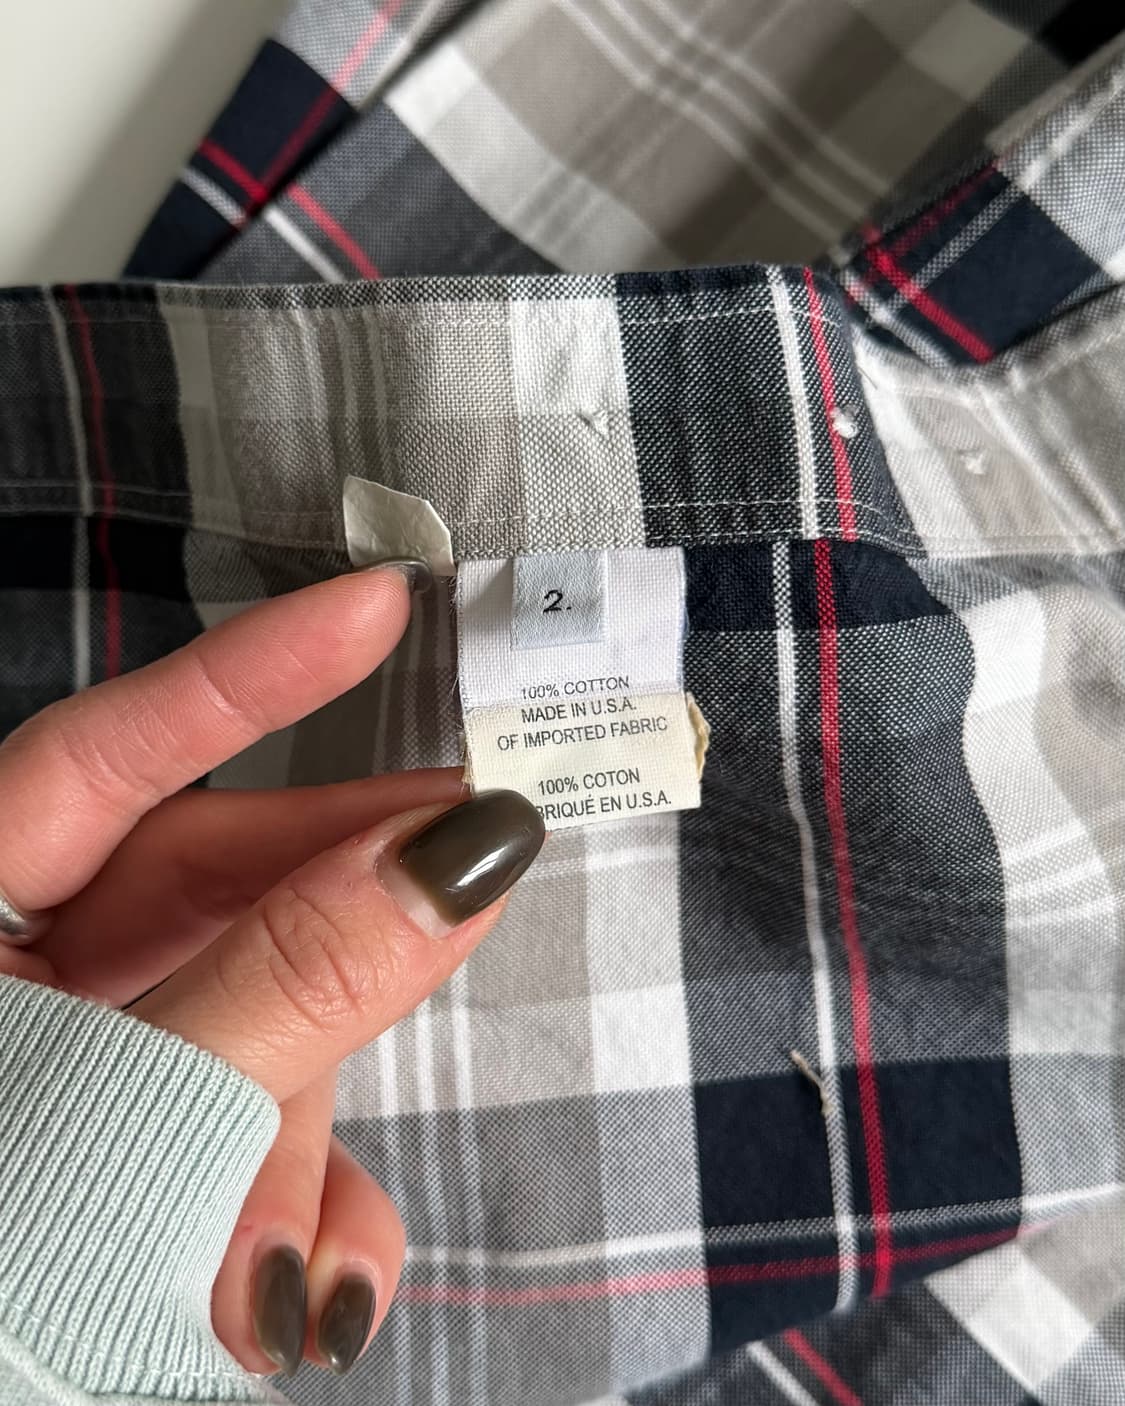 2.
100% COTTON
MADE IN U.S.A.
OF IMPORTED FABRIC
100% COTON
BRIQUÉ EN U.S.A.